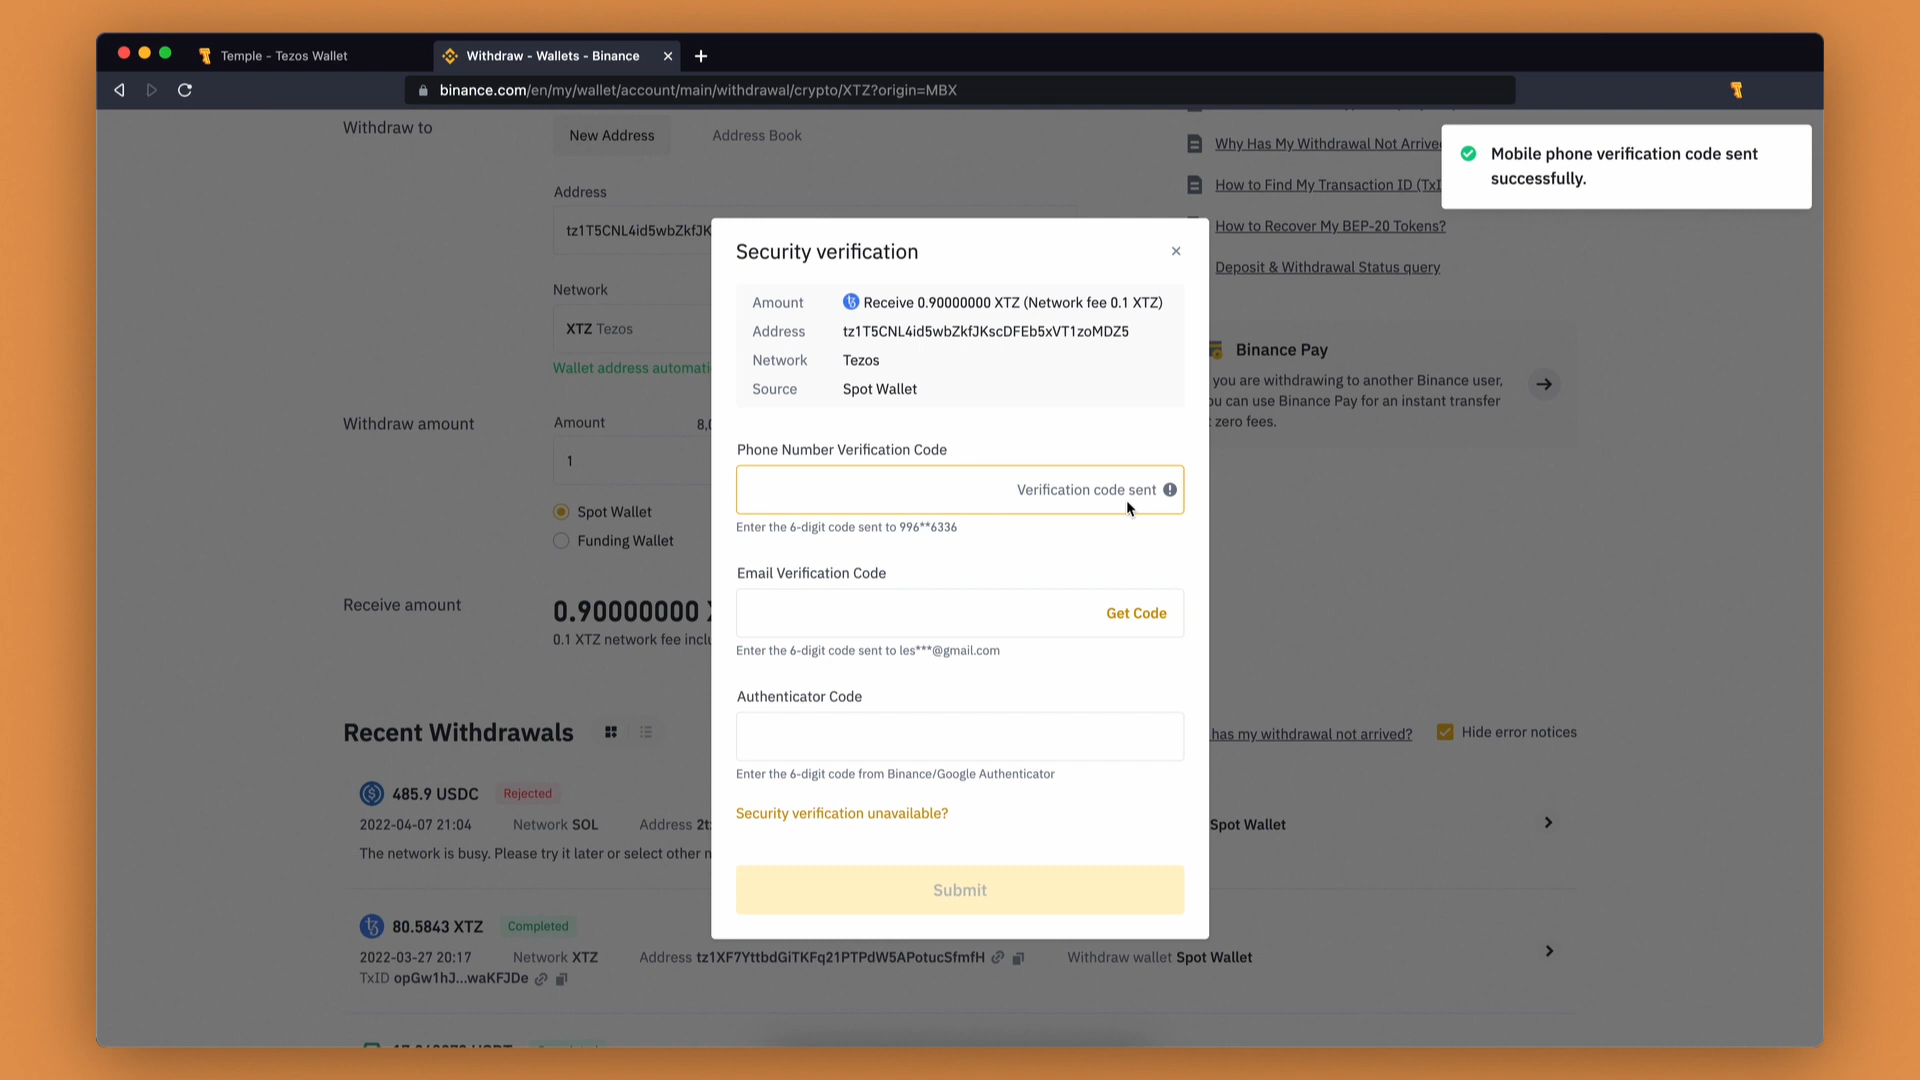 Temple - Tezos Wallet
Withdraw - Wallets - Binance
binance.com/en/my/wallet/account/main/withdrawal/crypto/XTZ?origin=MBX
Withdraw to
New Address
Address Book
Address
tz1T5CNL4id5wbZkfJK
Network
XTZ Tezos
Wallet address automati
Withdraw amount
Amount
8,0
1
Spot Wallet
Funding Wallet
Receive amount
0.90000000
0.1 XTZ network fee inclu
Why Has My Withdrawal Not Arrive
How to Find My Transaction ID (TxI
How to Recover My BEP-20 Tokens?
Deposit & Withdrawal Status query
Mobile phone verification code sent
successfully.
Binance Pay
you are withdrawing to another Binance user,
ou can use Binance Pay for an instant transfer
zero fees.
Security verification
Amount
Receive 0.90000000 XTZ (Network fee 0.1 XTZ)
Address
tz1T5CNL4id5wbZkfJKscDFEb5xVT1zoMDZ5
Network
Tezos
Source
Spot Wallet
Phone Number Verification Code
Verification code sent
Enter the 6-digit code sent to 996**6336
Email Verification Code
Get Code
Enter the 6-digit code sent to les***@gmail.com
Authenticator Code
Enter the 6-digit code from Binance/Google Authenticator
Security verification unavailable?
Submit
Recent Withdrawals
has my withdrawal not arrived?
Hide error notices
485.9 USDC
Rejected
2022-04-07 21:04
Network SOL
Address 2t
Spot Wallet
The network is busy. Please try it later or select other n
80.5843 XTZ
Completed
2022-03-27 20:17
Network XTZ
Address tz1XF7YttbdGiTKFq21PTPdW5APotucSfmfH
Withdraw wallet Spot Wallet
TxID opGw1hJ...waKFJDe